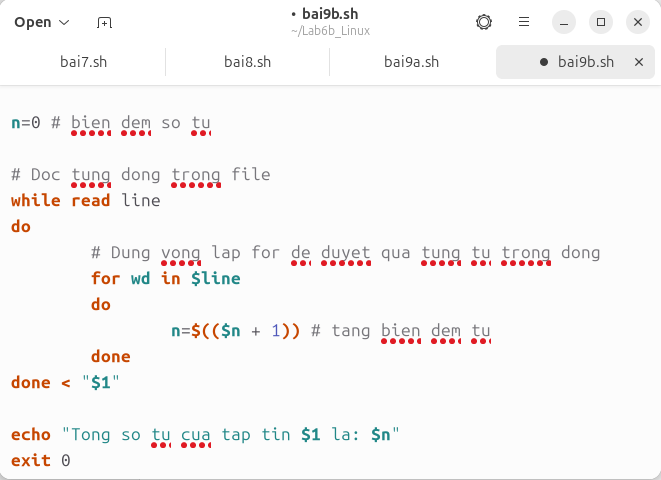 Open
• bai9b.sh
~/Lab6b_Linux
bai7.sh
bai8.sh
bai9a.sh
● bai9b.sh
n=0 # bien dem so tu
# Doc tung dong trong file
while read line
do
# Dung vong lap for de duyet qua tung tu trong dong
for wd in $line
do
n=$(($n + 1)) # tang bien dem tu
done
done < "$1"
echo "Tong so tu cua tap tin $1 la: $n"
exit 0